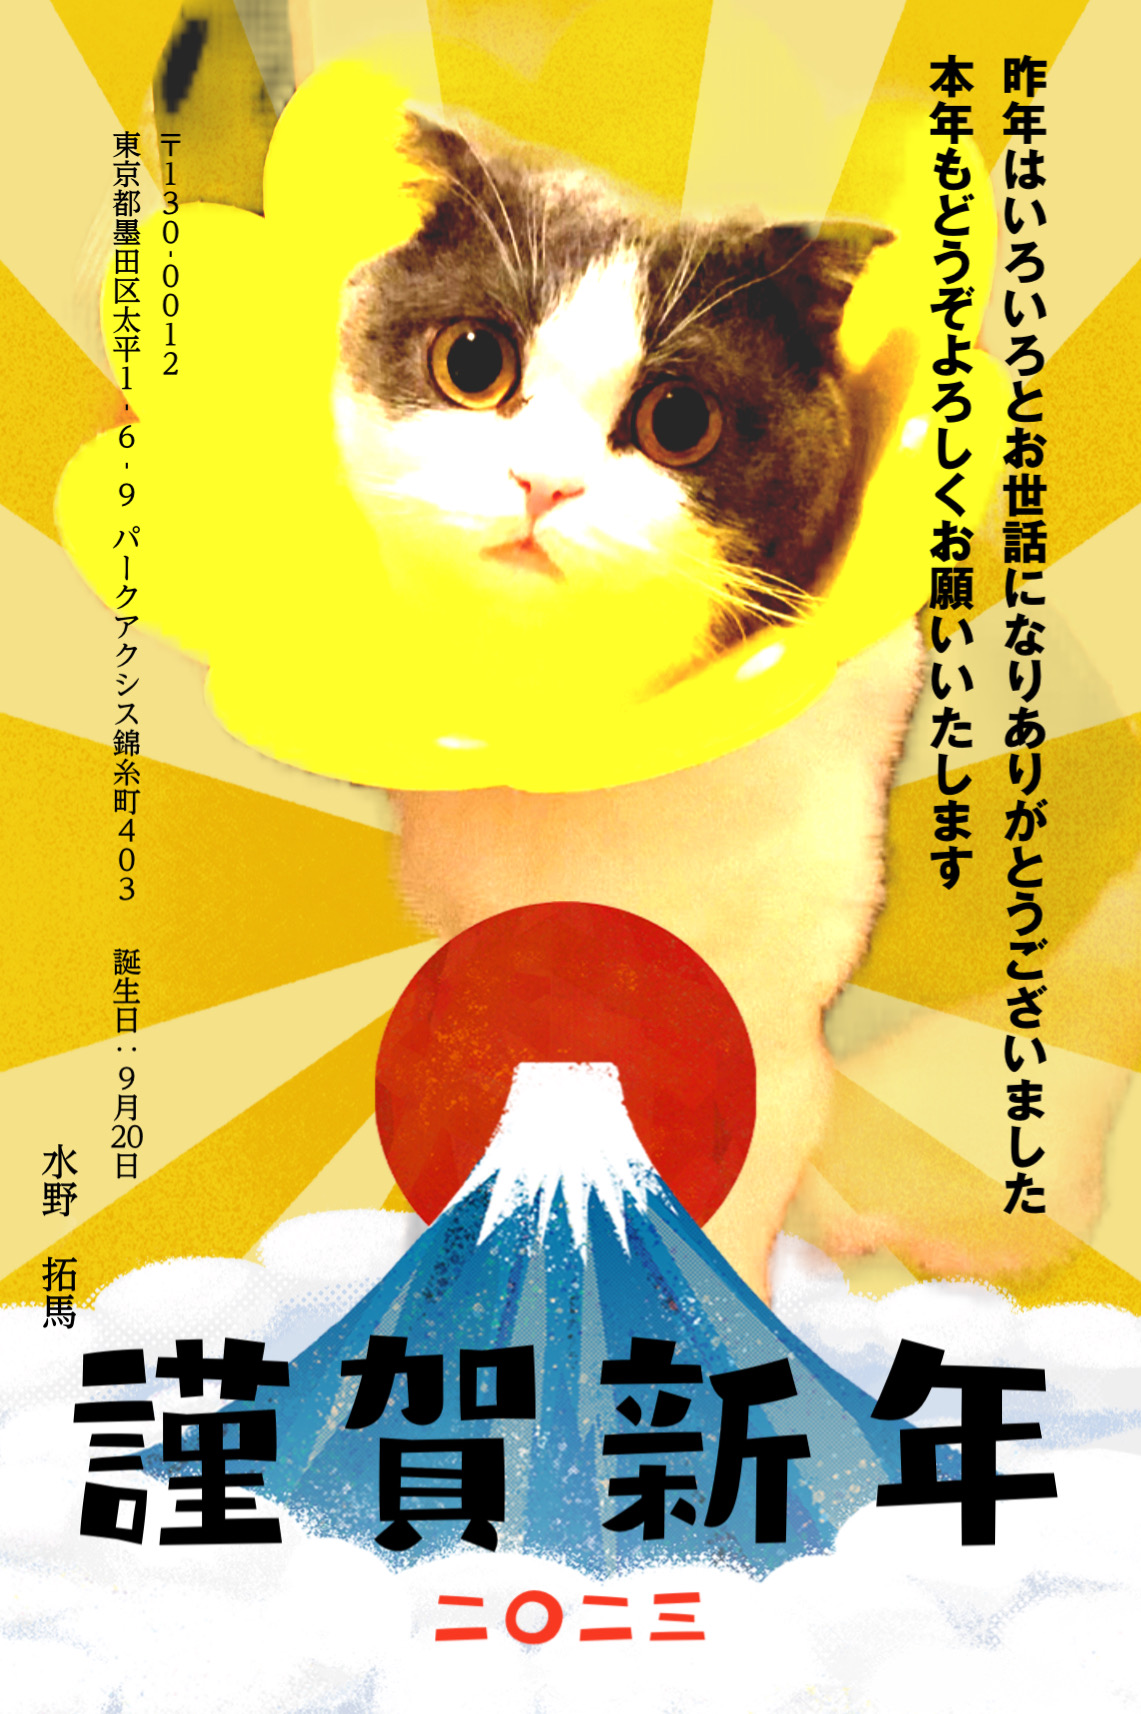 昨年はいろいろとお世話になりありがとうございました
本年もどうぞよろしくお願いいたします
〒130-0012
東京都墨田区太平1-6-9 パークアクシス錦糸町403 誕生日：9月20日
水野 拓馬
謹賀新年
二〇二三